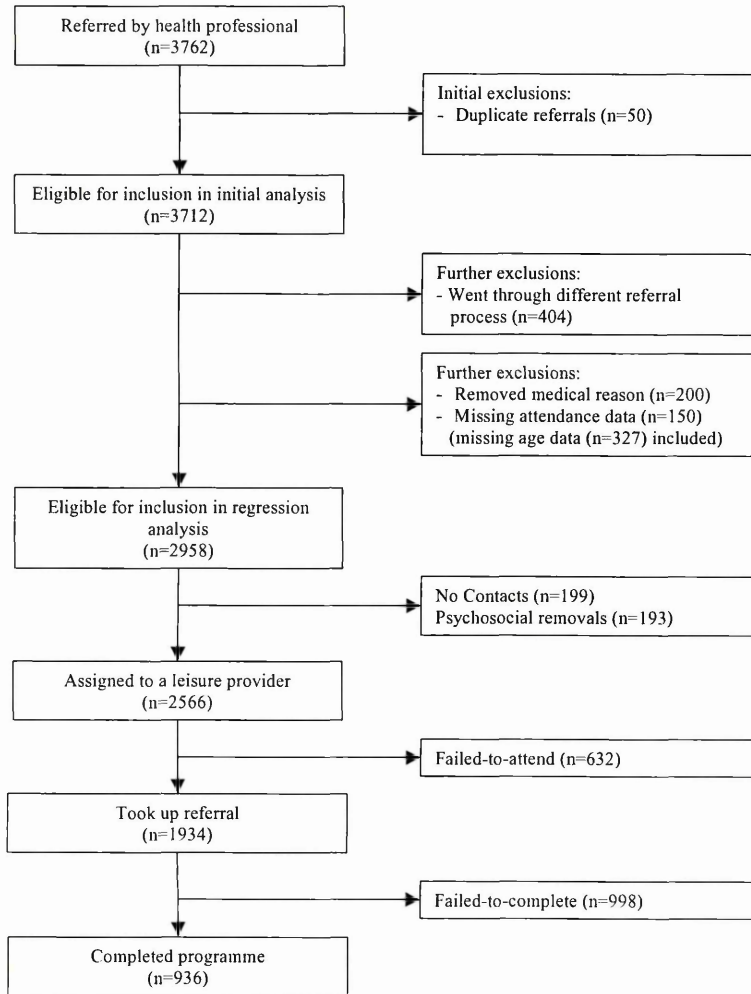 Referred by health professional
(n=3762)
Initial exclusions:
- Duplicate referrals (n=50)
Eligible for inclusion in initial analysis
(n=3712)
Further exclusions:
- Went through different referral
process (n=404)
Further exclusions:
- Removed medical reason (n=200)
- Missing attendance data (n=150)
(missing age data (n=327) included)
Eligible for inclusion in regression
analysis
(n=2958)
No Contacts (n=199)
Psychosocial removals (n=193)
Assigned to a leisure provider
(n=2566)
Failed-to-attend (n=632)
Took up referral
(n=1934)
Failed-to-complete (n=998)
Completed programme
(n=936)